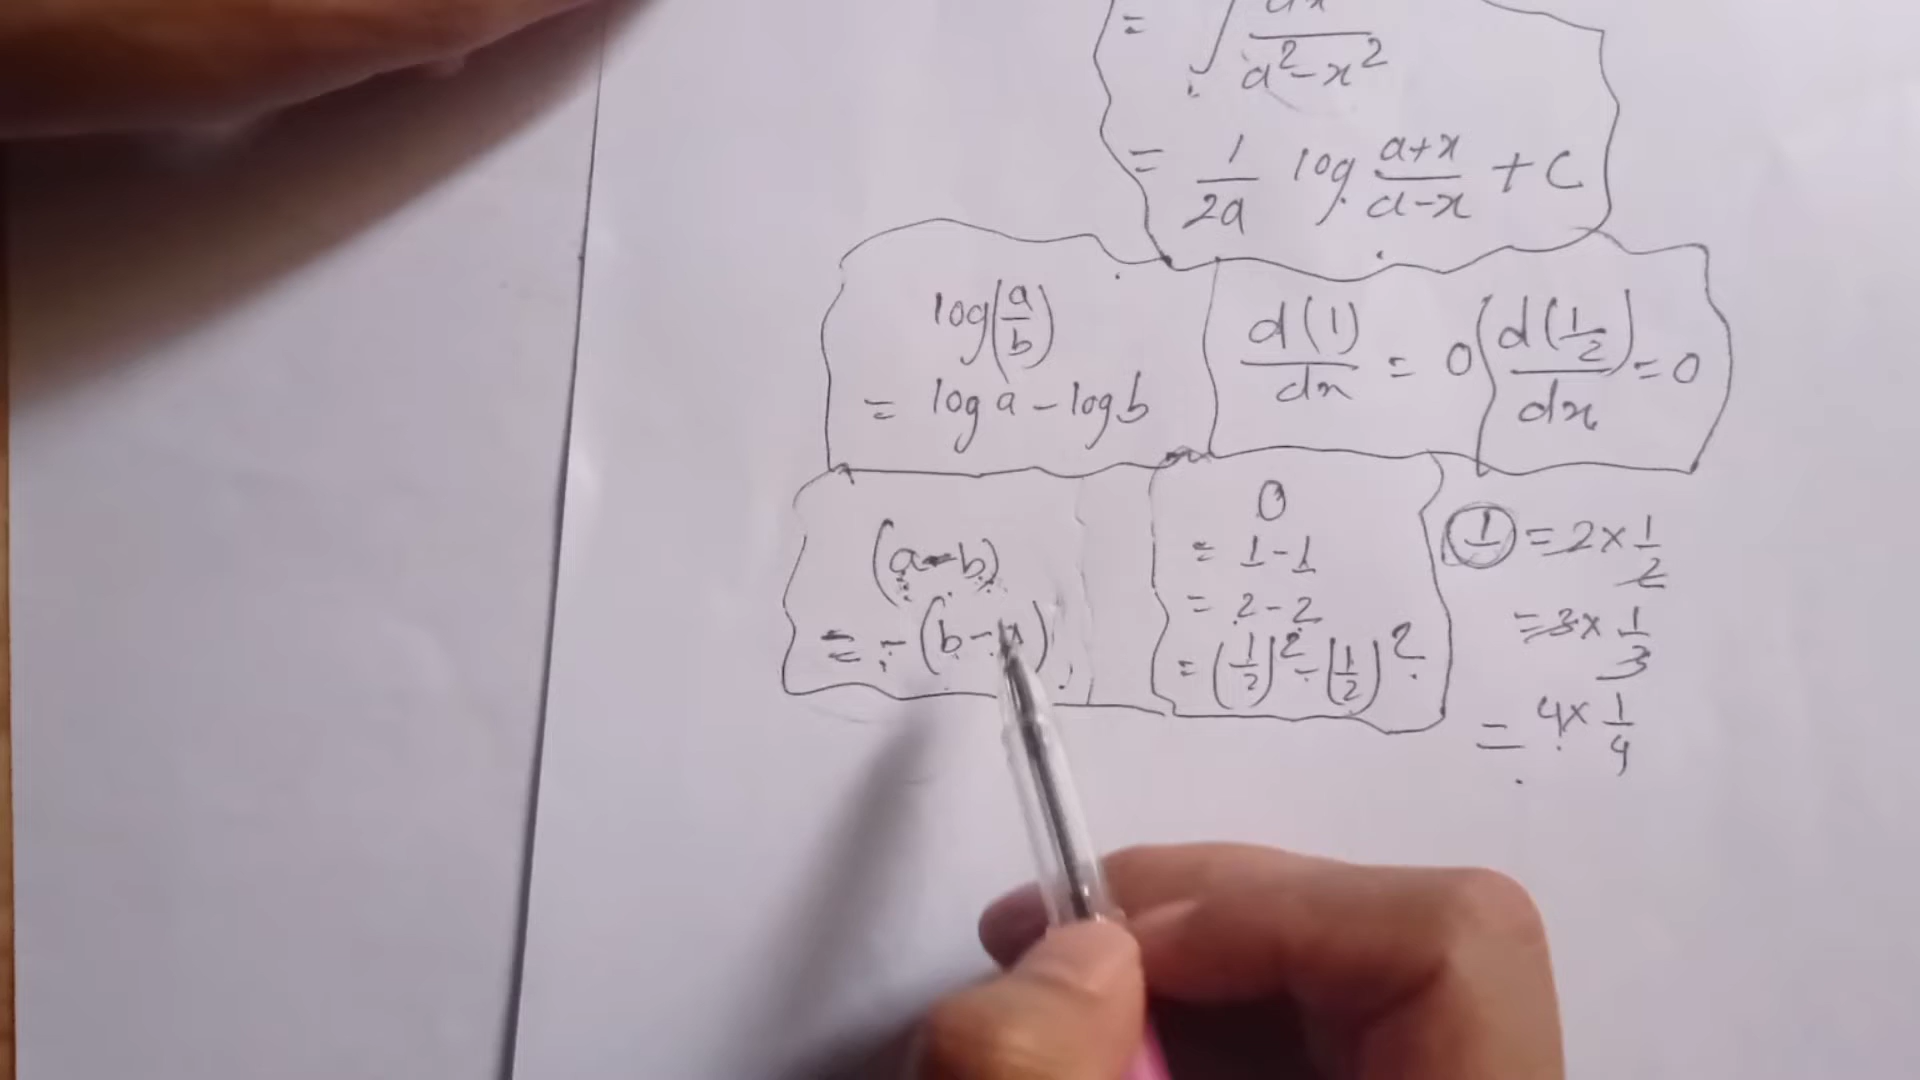 = ∫ dx / a²-x²
= 1/2a log a+x/a-x + C
log(a/b)
= log a - log b
d(1)/dx = 0
d(1/2)/dx = 0
(a-b)
= -(b-a)
0
= 1-1
= 2-2
= (1/2)² - (1/2)²
1 = 2×1/2
= 3×1/3
= 4×1/4